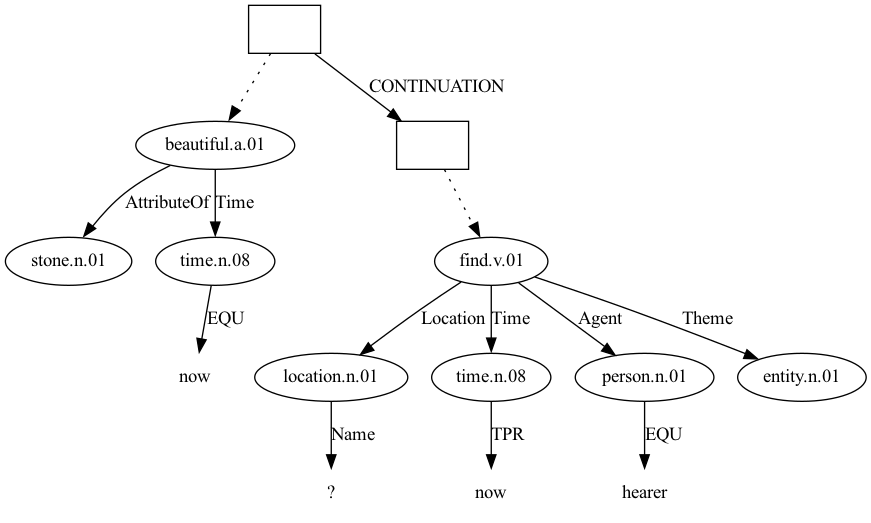 CONTINUATION
beautiful.a.01
AttributeOf Time
stone.n.01 time.n.08 find.v.01
EQU Location Time Agent Theme
now location.n.01 time.n.08 person.n.01 entity.n.01
Name TPR EQU
? now hearer